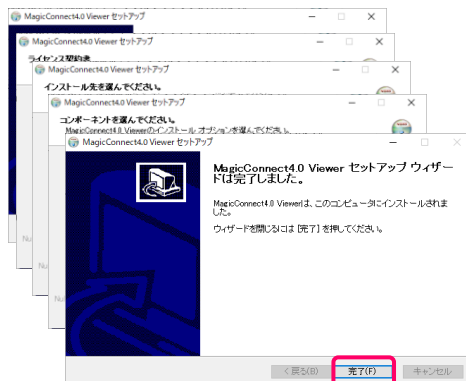 MagicConnect4.0 Viewer セットアップ
MagicConnect4.0 Viewer セットアップ
ライセンス契約書
MagicConnect4.0 Viewer セットアップ
インストール先を選んでください。
MagicConnect4.0 Viewer セットアップ
コンポーネントを選んでください。
MagicConnect4.0 Viewerのインストール オプションを選んでください。
MagicConnect4.0 Viewer セットアップ
MagicConnect4.0 Viewer セットアップ ウィザー
ドは完了しました。
MagicConnect4.0 Viewerは、このコンピュータにインストールされま
した。
ウィザードを閉じるには [完了] を押してください。
Nu
Nu
Nul
< 戻る(B)
完了(F)
キャンセル